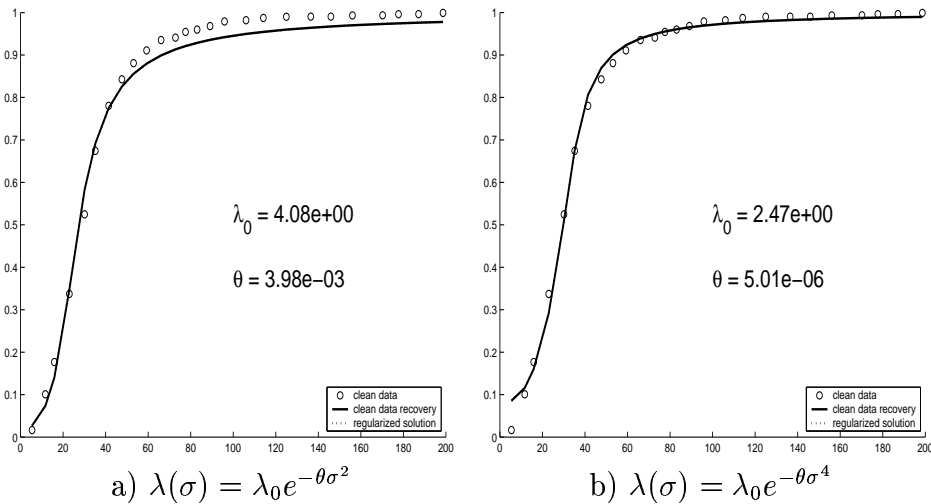 1
0.9
0.8
0.7
0.6
0.5
0.4
0.3
0.2
0.1
0
0 20 40 60 80 100 120 140 160 180 200
λ₀ = 4.08e+00
θ = 3.98e−03
clean data
clean data recovery
regularized solution
a) λ(σ) = λ₀e^{−θσ²}
1
0.9
0.8
0.7
0.6
0.5
0.4
0.3
0.2
0.1
0
0 20 40 60 80 100 120 140 160 180 200
λ₀ = 2.47e+00
θ = 5.01e−06
clean data
clean data recovery
regularized solution
b) λ(σ) = λ₀e^{−θσ⁴}